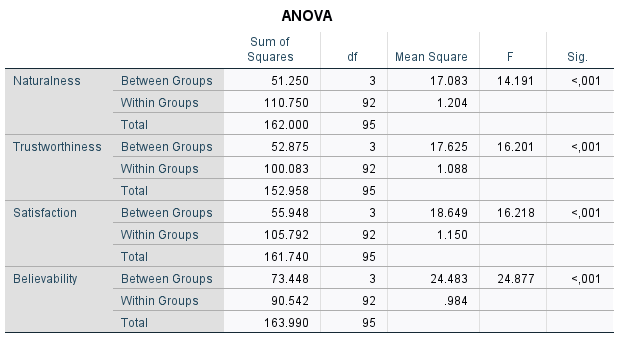 ANOVA
Sum of Squares df Mean Square F Sig.
Naturalness Between Groups 51.250 3 17.083 14.191 <,001
Within Groups 110.750 92 1.204
Total 162.000 95
Trustworthiness Between Groups 52.875 3 17.625 16.201 <,001
Within Groups 100.083 92 1.088
Total 152.958 95
Satisfaction Between Groups 55.948 3 18.649 16.218 <,001
Within Groups 105.792 92 1.150
Total 161.740 95
Believability Between Groups 73.448 3 24.483 24.877 <,001
Within Groups 90.542 92 .984
Total 163.990 95